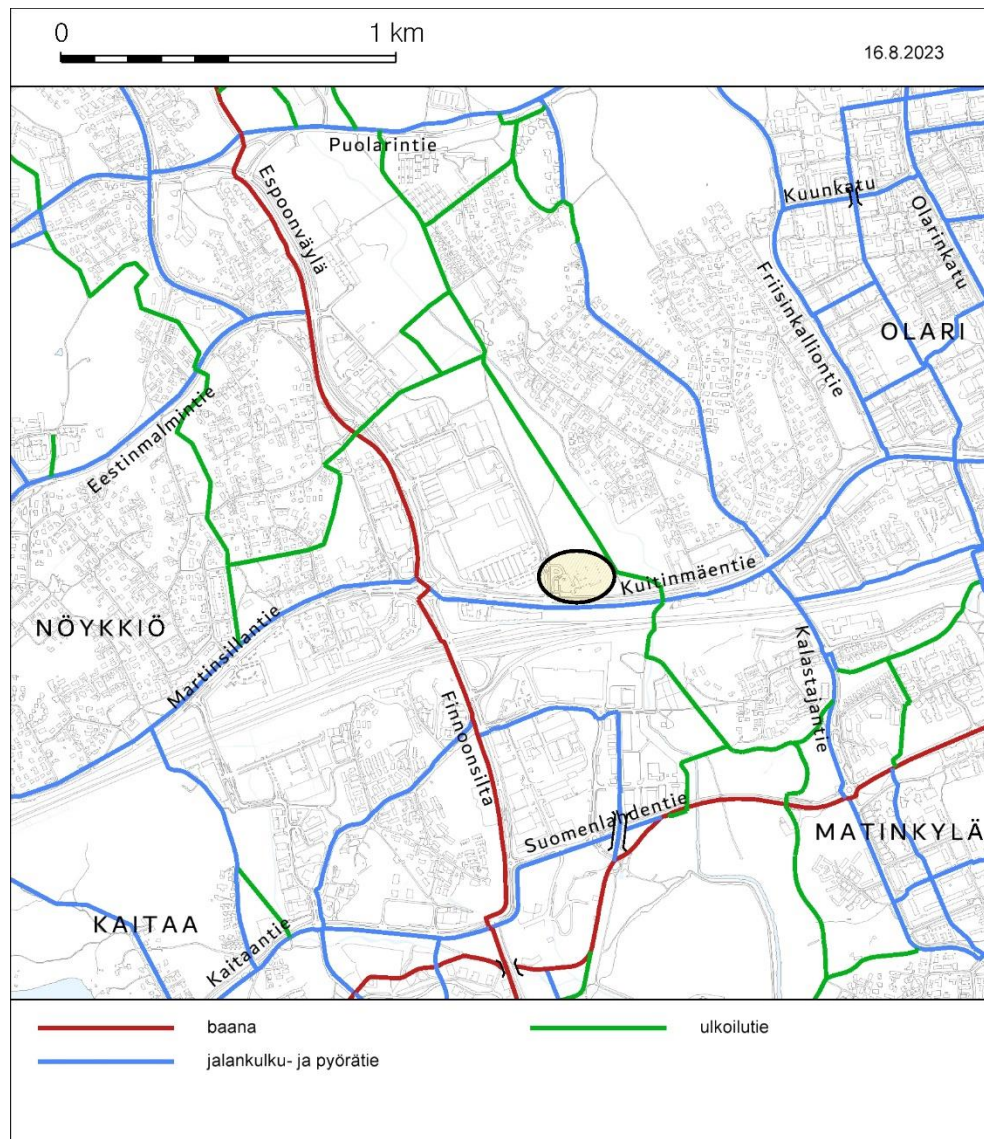 0 1 km
16.8.2023
Puolarintie
Espoonväylä
Kuunkatu
Olarinkatu
Friisinkalliontie
OLARI
Eestinmalmintie
Kuitinmäentie
NÖYKKIÖ
Martinsillantie
Kalastajantie
Finnoonsilta
Suomenlahdentie
MATINKYLÄ
KAITAA
Kaitaantie
baana
ulkoilutie
jalankulku- ja pyörätie